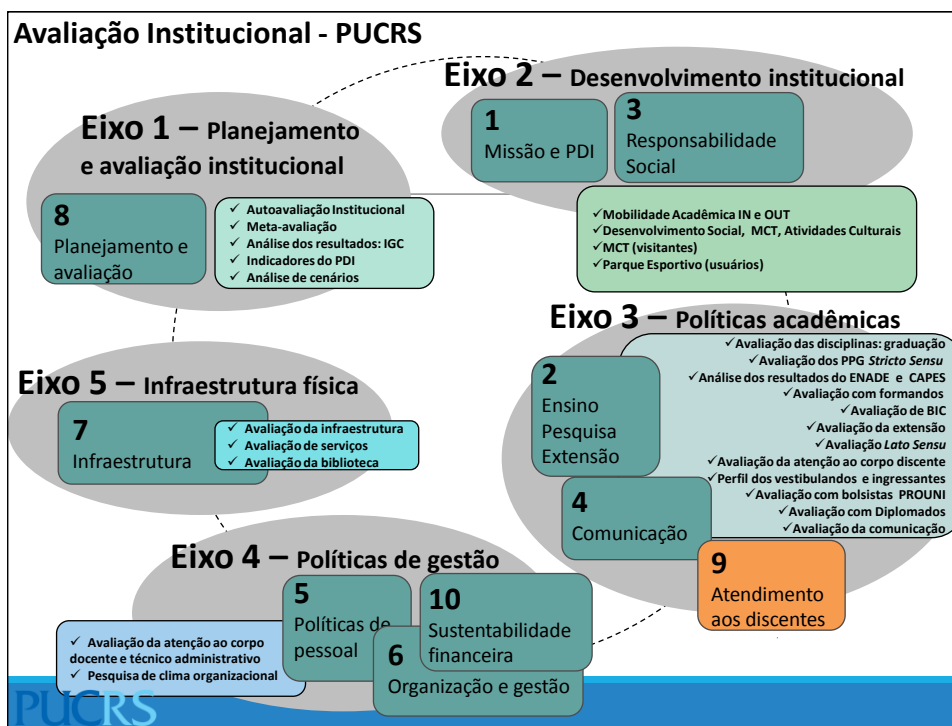 Avaliação Institucional - PUCRS
Eixo 2 – Desenvolvimento institucional
1
Missão e PDI
3
Responsabilidade
Social
✓Mobilidade Acadêmica IN e OUT
✓Desenvolvimento Social, MCT, Atividades Culturais
✓MCT (visitantes)
✓Parque Esportivo (usuários)
Eixo 1 – Planejamento
e avaliação institucional
8
Planejamento e
avaliação
✓ Autoavaliação Institucional
✓ Meta-avaliação
✓ Análise dos resultados: IGC
✓ Indicadores do PDI
✓ Análise de cenários
Eixo 3 – Políticas acadêmicas
2
Ensino
Pesquisa
Extensão
✓Avaliação das disciplinas: graduação
✓Avaliação dos PPG Stricto Sensu
✓Análise dos resultados do ENADE e CAPES
✓Avaliação com formandos
✓Avaliação de BIC
✓Avaliação da extensão
✓Avaliação Lato Sensu
✓Avaliação da atenção ao corpo discente
✓Perfil dos vestibulandos e ingressantes
✓Avaliação com bolsistas PROUNI
✓Avaliação com Diplomados
✓Avaliação da comunicação
4
Comunicação
9
Atendimento
aos discentes
Eixo 5 – Infraestrutura física
7
Infraestrutura
✓ Avaliação da infraestrutura
✓ Avaliação de serviços
✓ Avaliação da biblioteca
Eixo 4 – Políticas de gestão
5
Políticas de
pessoal
10
Sustentabilidade
financeira
6
Organização e gestão
✓ Avaliação da atenção ao corpo
docente e técnico administrativo
✓ Pesquisa de clima organizacional
PUCRS